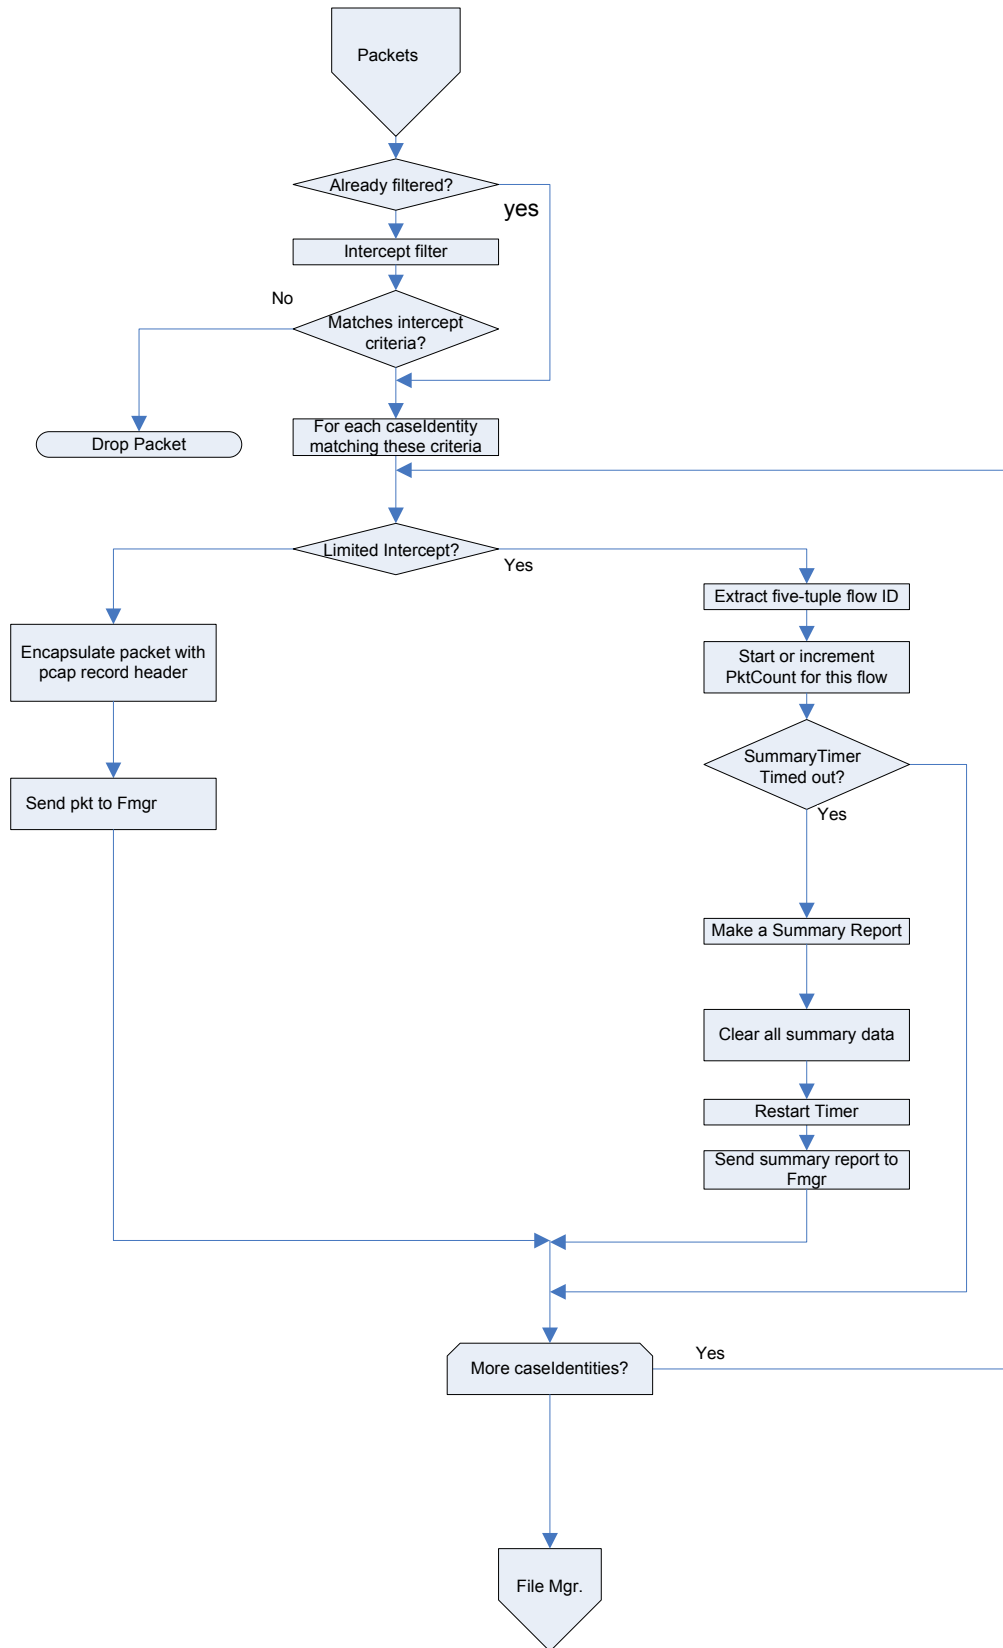 Packets
Already filtered?
yes
Intercept filter
No
Matches intercept
criteria?
Drop Packet
For each caseIdentity
matching these criteria
Limited Intercept?
Yes
Extract five-tuple flow ID
Encapsulate packet with
pcap record header
Start or increment
PktCount for this flow
SummaryTimer
Timed out?
Send pkt to Fmgr
Yes
Make a Summary Report
Clear all summary data
Restart Timer
Send summary report to
Fmgr
More caseIdentities?
Yes
File Mgr.